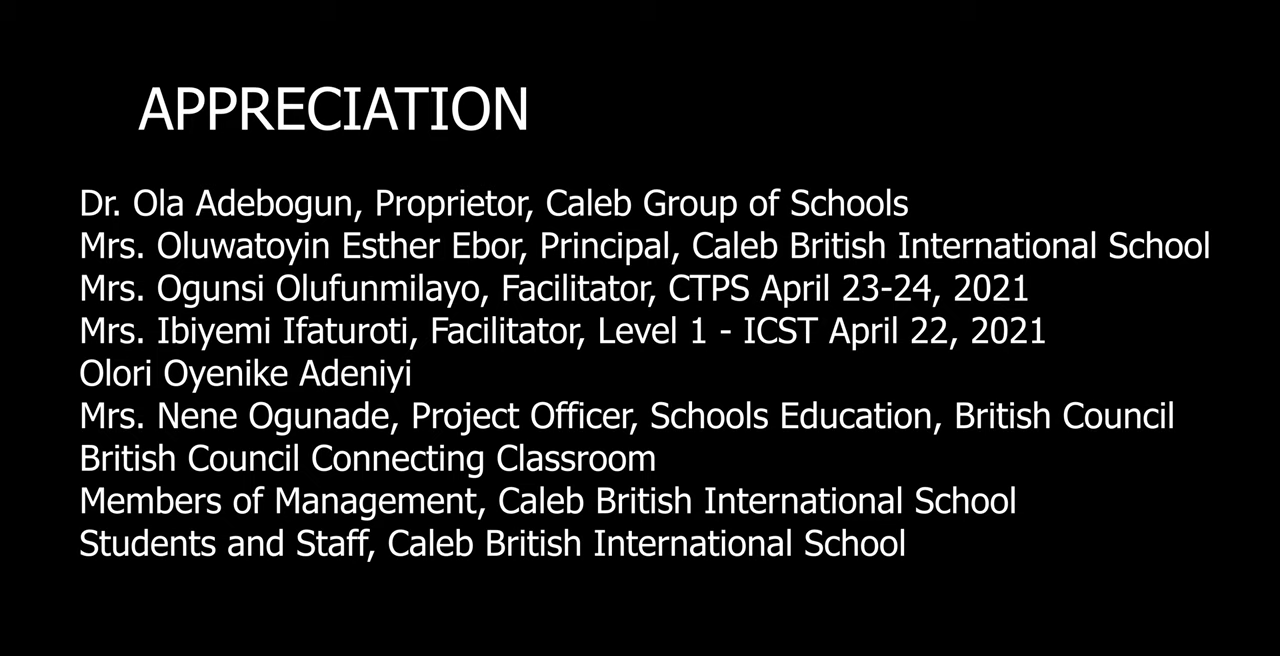 APPRECIATION
Dr. Ola Adebogun, Proprietor, Caleb Group of Schools
Mrs. Oluwatoyin Esther Ebor, Principal, Caleb British International School
Mrs. Ogunsi Olufunmilayo, Facilitator, CTPS April 23-24, 2021
Mrs. Ibiyemi Ifaturoti, Facilitator, Level 1 - ICST April 22, 2021
Olori Oyenike Adeniyi
Mrs. Nene Ogunade, Project Officer, Schools Education, British Council
British Council Connecting Classroom
Members of Management, Caleb British International School
Students and Staff, Caleb British International School